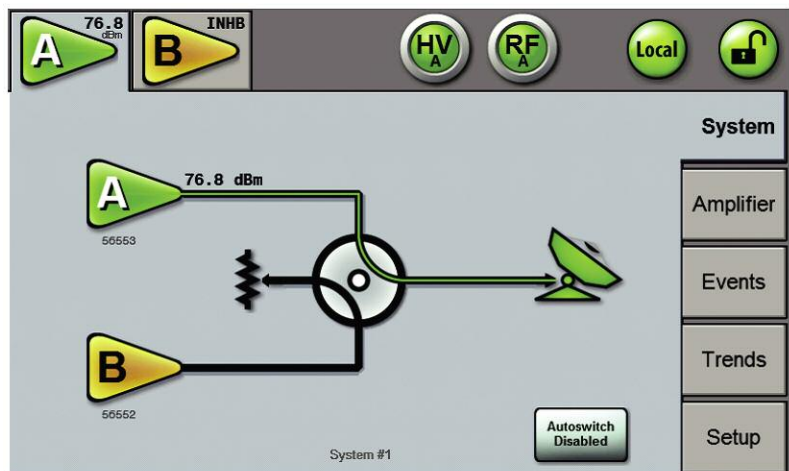 A
76.8
dBm
B
INHB
HV
A
RF
A
Local
System
Amplifier
Events
Trends
Setup
A
76.8 dBm
56553
B
56552
System #1
Autoswitch
Disabled